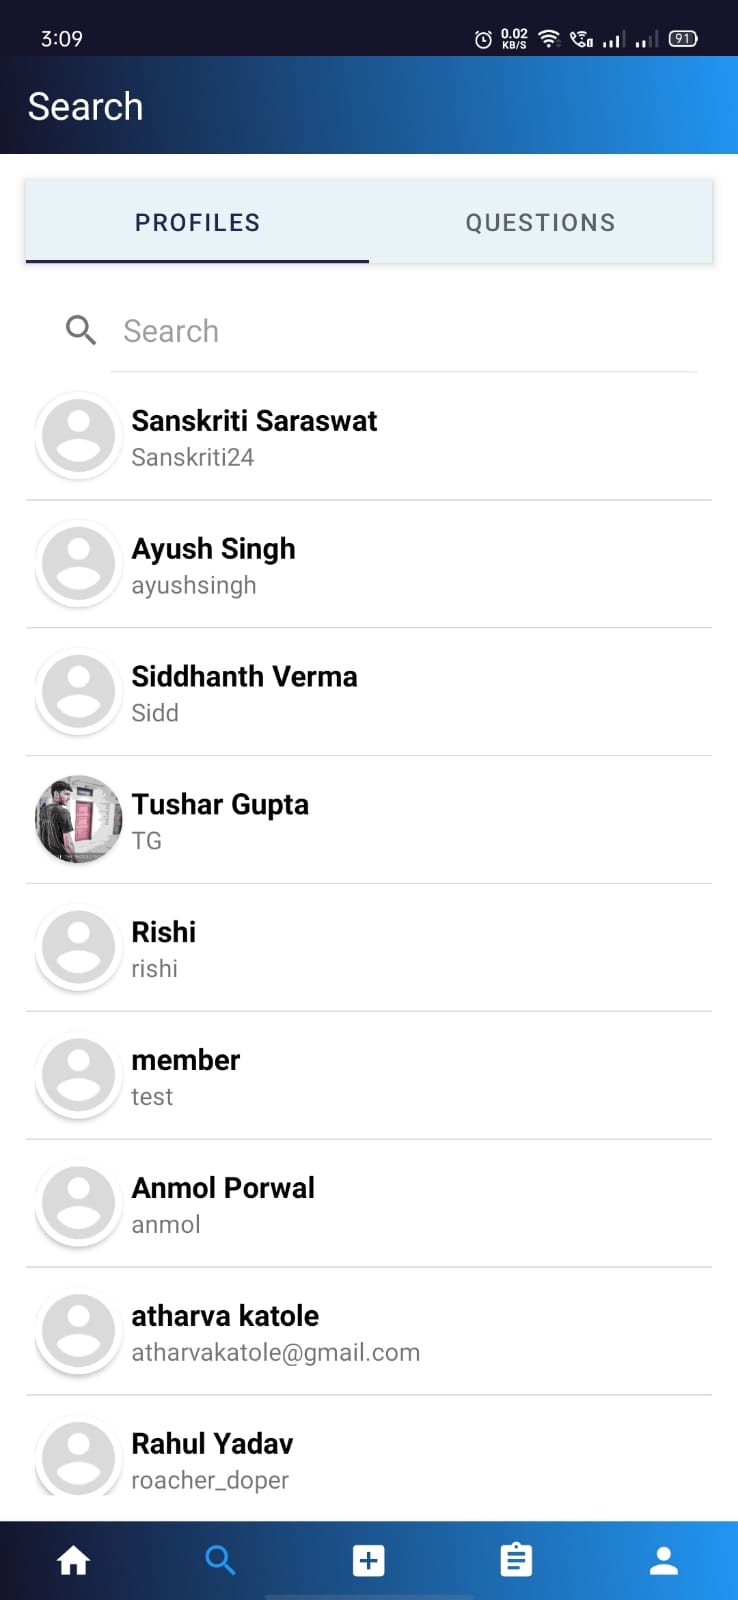 3:09
0.02
KB/S
91
Search
PROFILES
QUESTIONS
Search
Sanskriti Saraswat
Sanskriti24
Ayush Singh
ayushsingh
Siddhanth Verma
Sidd
Tushar Gupta
TG
Rishi
rishi
member
test
Anmol Porwal
anmol
atharva katole
atharvakatole@gmail.com
Rahul Yadav
roacher_doper